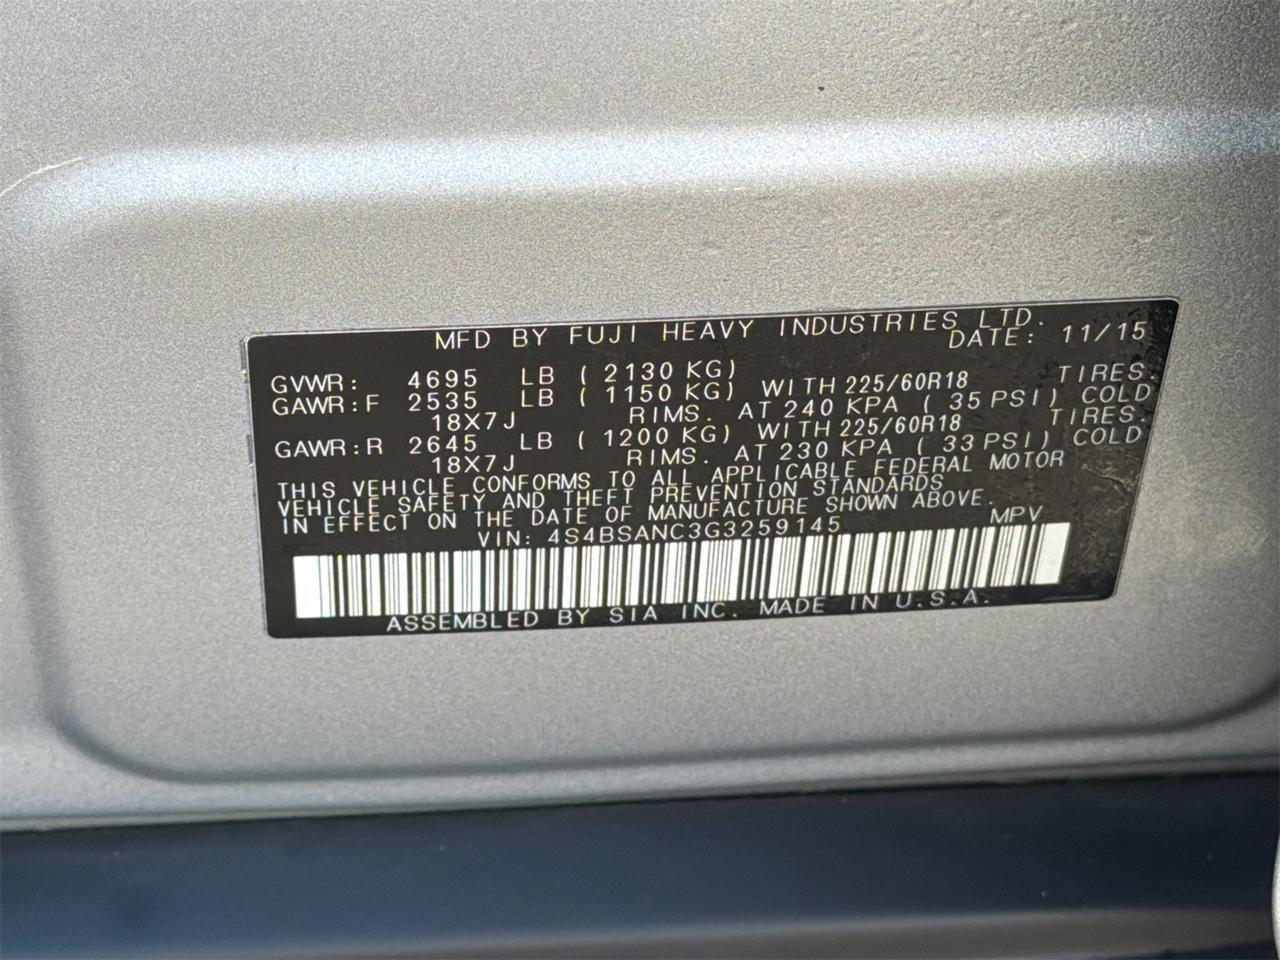 MFD BY FUJI HEAVY INDUSTRIES LTD.
DATE: 11/15
GVWR: 4695 LB ( 2130 KG)
GAWR:F 2535 LB ( 1150 KG) WITH 225/60R18 TIRES.
18X7J RIMS. AT 240 KPA ( 35 PSI) COLD
GAWR:R 2645 LB ( 1200 KG) WITH 225/60R18 TIRES.
18X7J RIMS. AT 230 KPA ( 33 PSI) COLD
THIS VEHICLE CONFORMS TO ALL APPLICABLE FEDERAL MOTOR
VEHICLE SAFETY AND THEFT PREVENTION STANDARDS
IN EFFECT ON THE DATE OF MANUFACTURE SHOWN ABOVE.
VIN: 4S4BSANC3G3259145 MPV
ASSEMBLED BY SIA INC. MADE IN U.S.A.